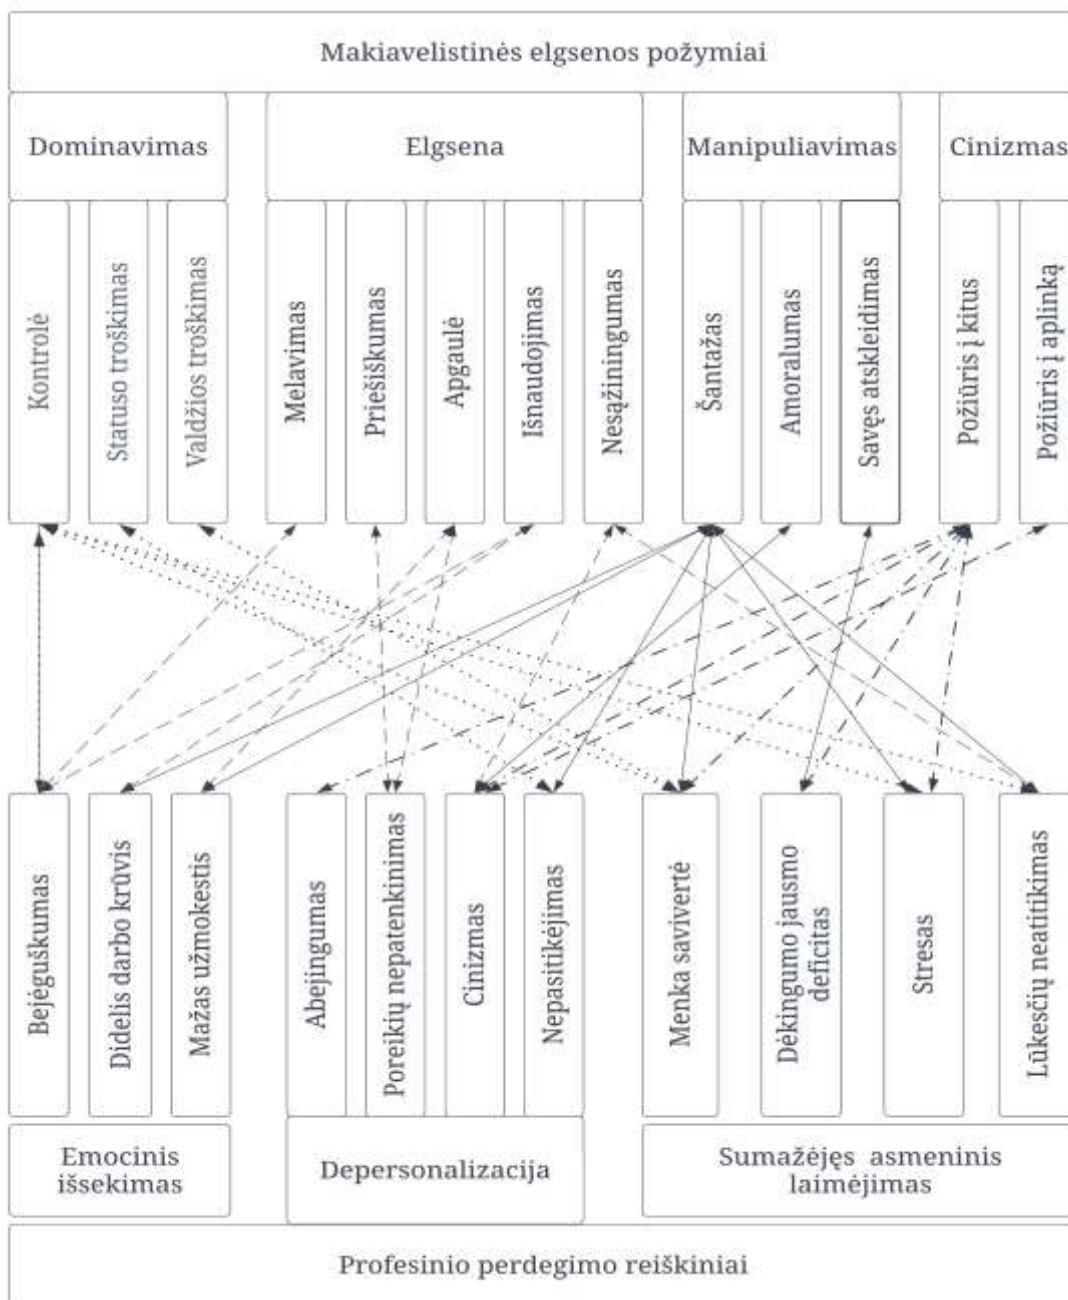 Makiavelistinės elgsenos požymiai
Dominavimas
Elgsena
Manipuliavimas
Cinizmas
Kontrolė
Statuso troškimas
Valdžios troškimas
Melavimas
Priešiškumas
Apgaulė
Išnaudojimas
Nesąžiningumas
Šantažas
Amoralumas
Savęs atskleidimas
Požiūris į kitus
Požiūris į aplinką
Bejėguškumas
Didelis darbo krūvis
Mažas užmokestis
Abejingumas
Poreikių nepatenkinimas
Cinizmas
Nepasitikėjimas
Menka savivertė
Dėkingumo jausmo
deficitas
Stresas
Lūkesčių neatitikimas
Emocinis
išsekimas
Depersonalizacija
Sumažėjęs asmeninis
laimėjimas
Profesinio perdegimo reiškiniai